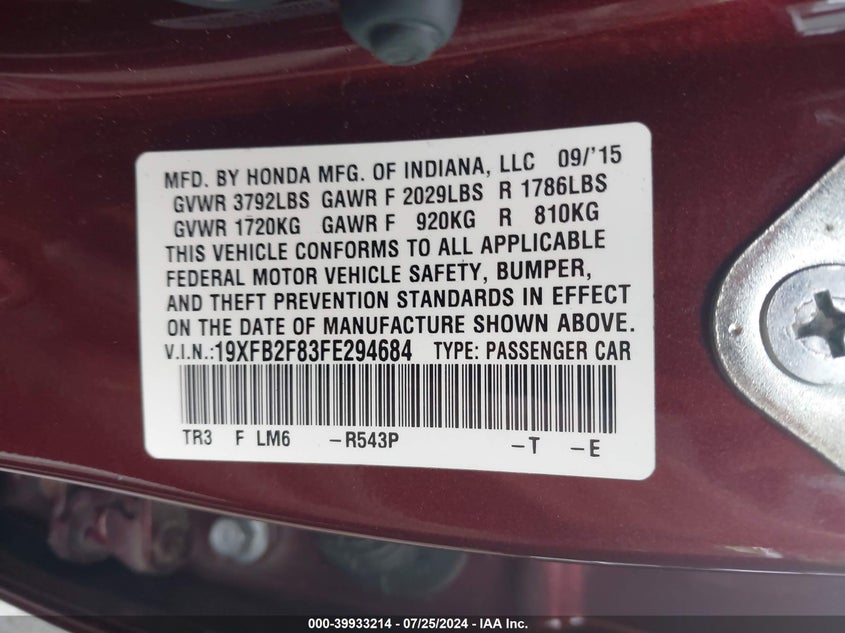 MFD. BY HONDA MFG. OF INDIANA, LLC 09/'15
GVWR 3792LBS GAWR F 2029LBS R 1786LBS
GVWR 1720KG GAWR F 920KG R 810KG
THIS VEHICLE CONFORMS TO ALL APPLICABLE
FEDERAL MOTOR VEHICLE SAFETY, BUMPER,
AND THEFT PREVENTION STANDARDS IN EFFECT
ON THE DATE OF MANUFACTURE SHOWN ABOVE.
V.I.N.:19XFB2F83FE294684 TYPE: PASSENGER CAR
TR3 F LM6 -R543P -T -E
000-39933214 - 07/25/2024 - IAA Inc.